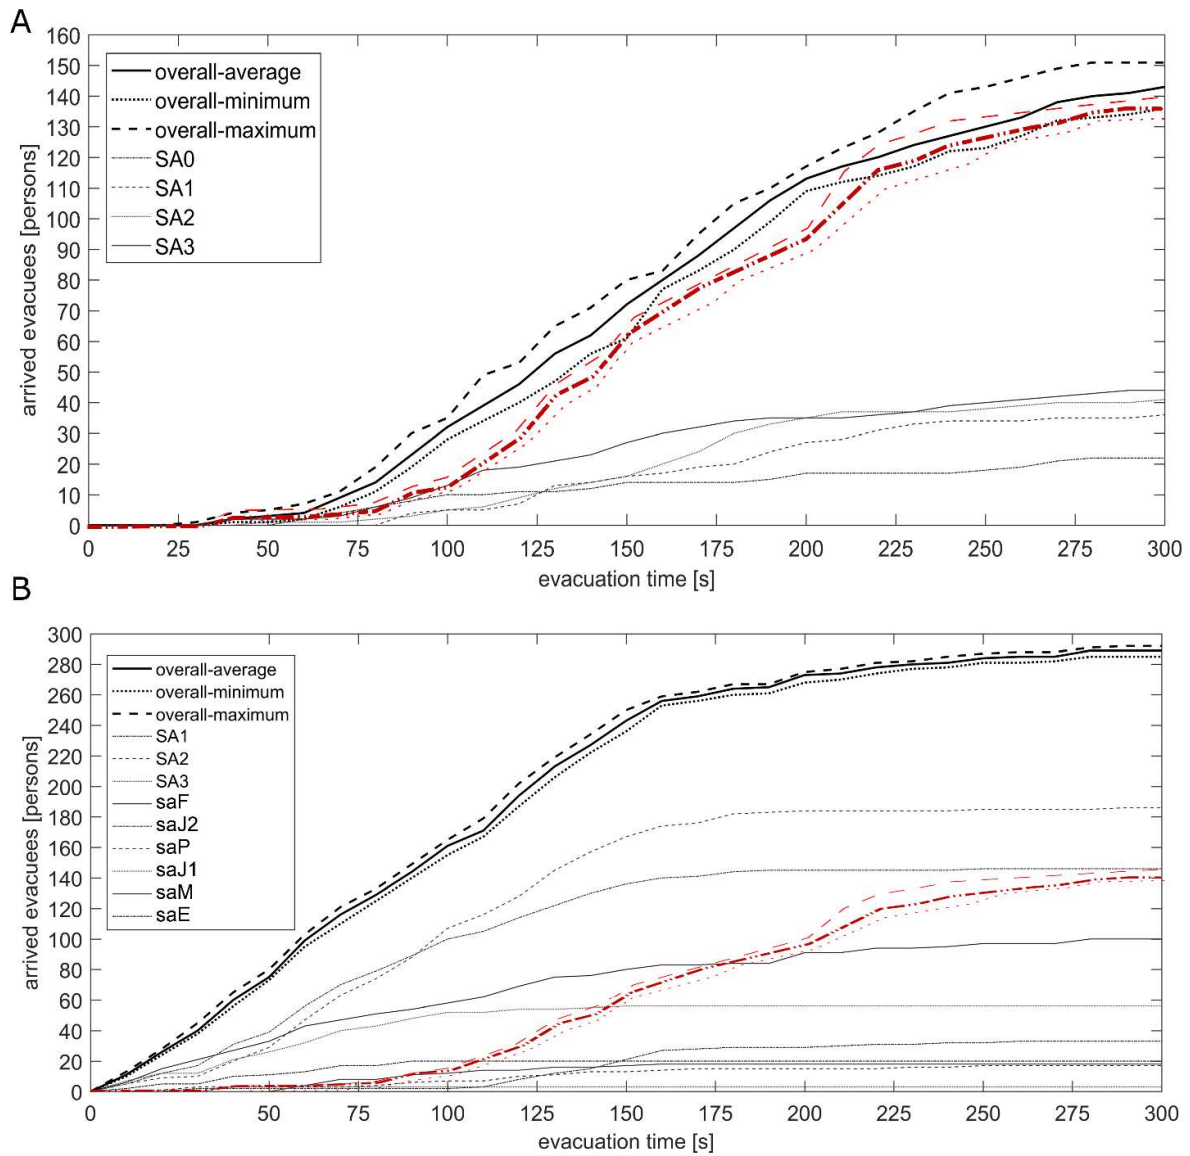 A
160
150
140
130
120
110
100
90
80
70
60
50
40
30
20
10
0
arrived evacuees [persons]
overall-average
overall-minimum
overall-maximum
SA0
SA1
SA2
SA3
0 25 50 75 100 125 150 175 200 225 250 275 300
evacuation time [s]
B
300
280
260
240
220
200
180
160
140
120
100
80
60
40
20
0
arrived evacuees [persons]
overall-average
overall-minimum
overall-maximum
SA1
SA2
SA3
saF
saJ2
saP
saJ1
saM
saE
0 50 75 100 125 150 175 200 225 250 275 300
evacuation time [s]